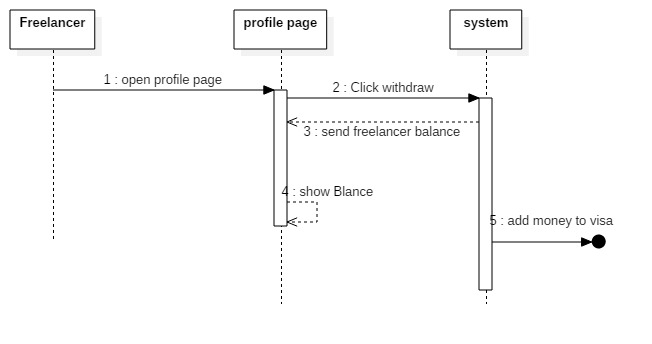 Freelancer
profile page
system
1 : open profile page
2 : Click withdraw
3 : send freelancer balance
4 : show Blance
5 : add money to visa